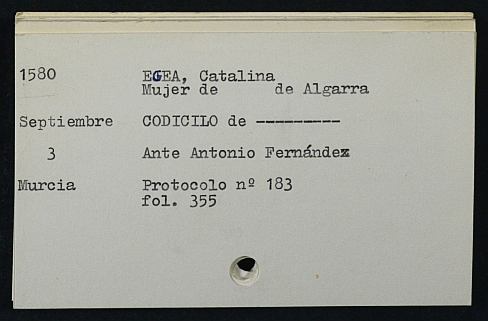 1580 EGEA, Catalina
Mujer de de Algarra
Septiembre CODICILO de ---------
3 Ante Antonio Fernández
Murcia Protocolo nº 183
fol. 355